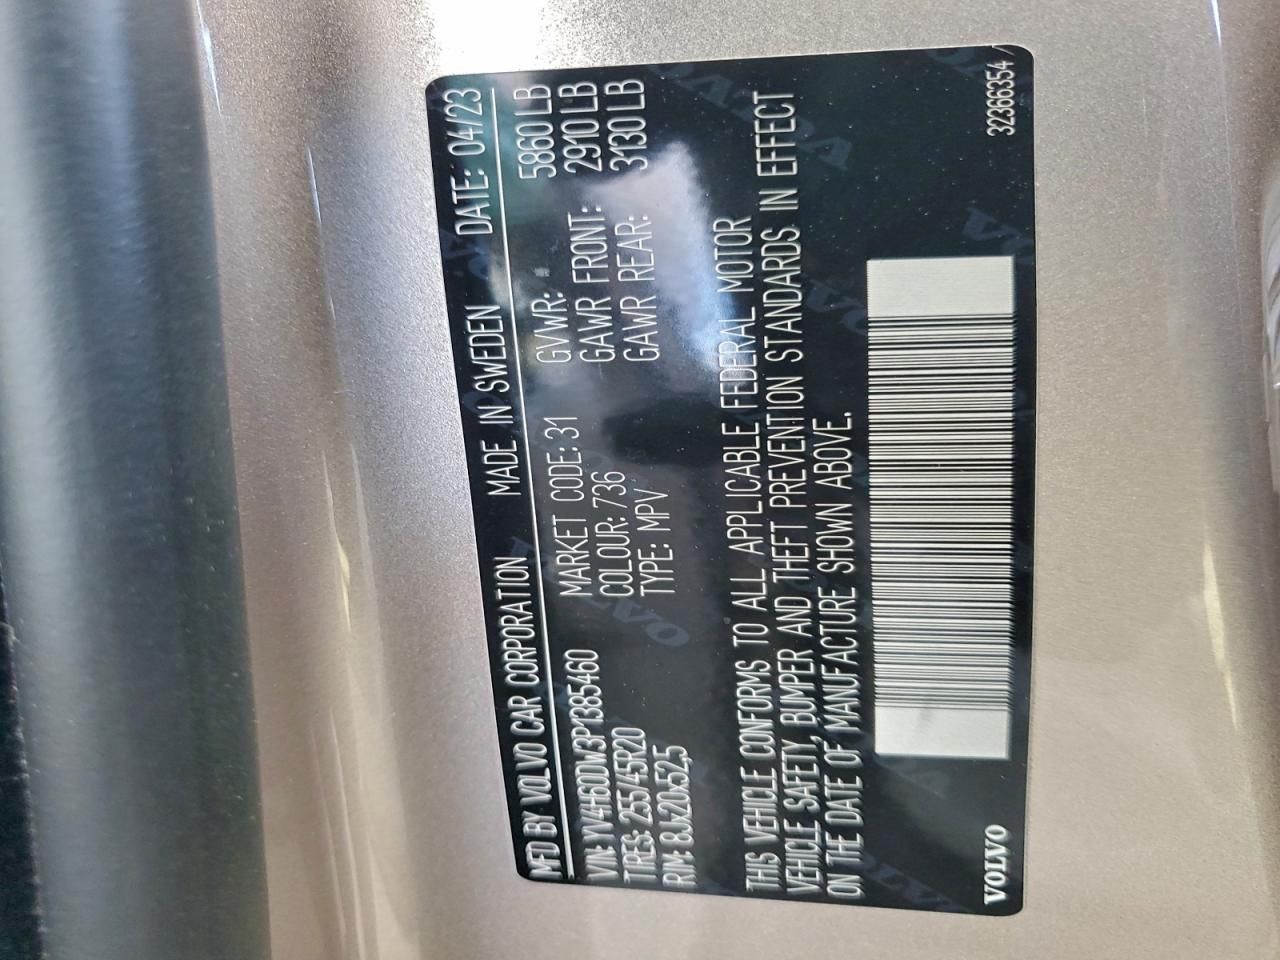 MFD BY VOLVO CAR CORPORATION MADE IN SWEDEN DATE: 04/23
VIN: YV4H60DW3P1385460 MARKET CODE: 31 GVWR: 5860 LB
TIRES: 255/45R20 COLOUR: 736 GAWR FRONT: 2910 LB
RIM: 8Jx20x52,5 TYPE: MPV GAWR REAR: 3130 LB
THIS VEHICLE CONFORMS TO ALL APPLICABLE FEDERAL MOTOR
VEHICLE SAFETY, BUMPER AND THEFT PREVENTION STANDARDS IN EFFECT
ON THE DATE OF MANUFACTURE SHOWN ABOVE.
VOLVO 32366354 /